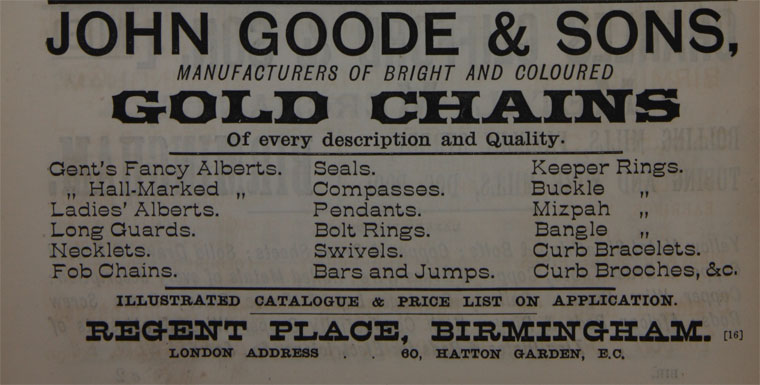 JOHN GOODE & SONS,
MANUFACTURERS OF BRIGHT AND COLOURED
GOLD CHAINS
Of every description and Quality.
Gent's Fancy Alberts.
„ Hall-Marked „
Ladies' Alberts.
Long Guards.
Necklets.
Fob Chains.
Seals.
Compasses.
Pendants.
Bolt Rings.
Swivels.
Bars and Jumps.
Keeper Rings.
Buckle „
Mizpah „
Bangle „
Curb Bracelets.
Curb Brooches, &c.
ILLUSTRATED CATALOGUE & PRICE LIST ON APPLICATION.
REGENT PLACE, BIRMINGHAM. [16]
LONDON ADDRESS . . 60, HATTON GARDEN, E.C.